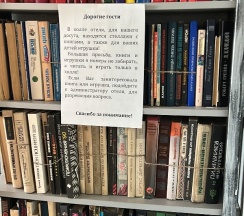 Дорогие гости
В холле отеля, для вашего
досуга, находятся стеллажи с
книгами, а также для ваших
детей игрушки!
Большая просьба, книги и
игрушки в номера не забирать,
а читать и играть только в
холле!
Если Вас заинтересовала
книга или игрушка, подойдите
к администратору отеля, для
разрешения вопроса.
Спасибо за понимание!